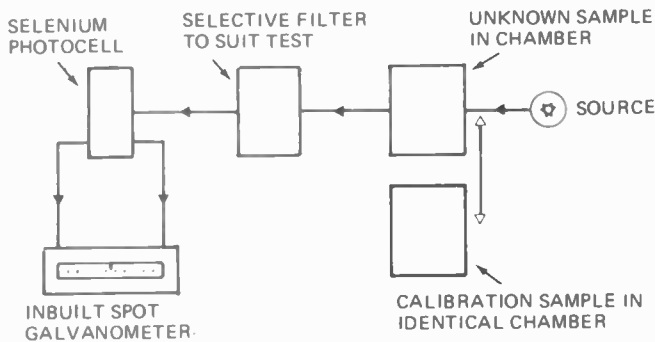 SELENIUM
PHOTOCELL
SELECTIVE FILTER
TO SUIT TEST
UNKNOWN SAMPLE
IN CHAMBER
SOURCE
INBUILT SPOT
GALVANOMETER
CALIBRATION SAMPLE IN
IDENTICAL CHAMBER